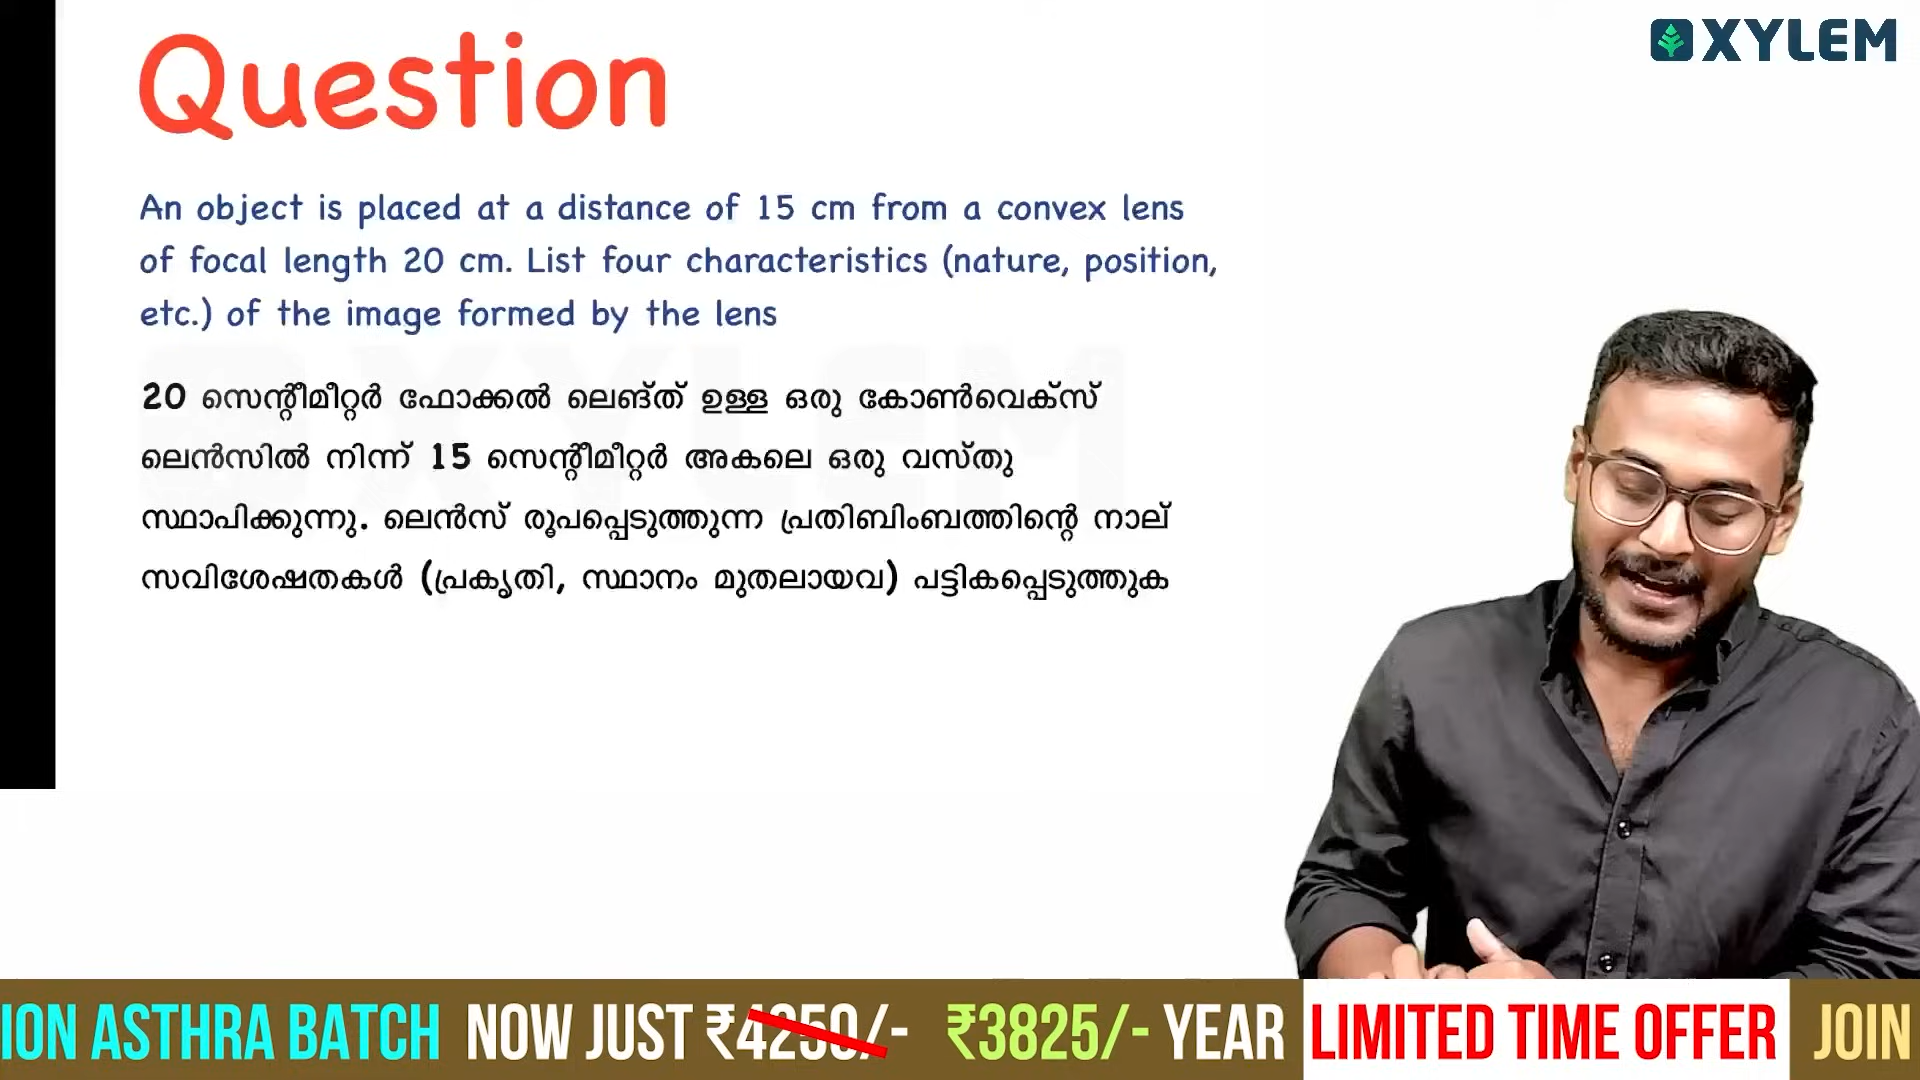 XYLEM
Question
An object is placed at a distance of 15 cm from a convex lens
of focal length 20 cm. List four characteristics (nature, position,
etc.) of the image formed by the lens
20 സെന്റീമീറ്റർ ഫോക്കൽ ലെങ്ത് ഉള്ള ഒരു കോൺവെക്സ്
ലെൻസിൽ നിന്ന് 15 സെന്റീമീറ്റർ അകലെ ഒരു വസ്തു
സ്ഥാപിക്കുന്നു. ലെൻസ് രൂപപ്പെടുത്തുന്ന പ്രതിബിംബത്തിന്റെ നാല്
സവിശേഷതകൾ (പ്രകൃതി, സ്ഥാനം മുതലായവ) പട്ടികപ്പെടുത്തുക
ION ASTHRA BATCH NOW JUST ₹4250/- ₹3825/- YEAR LIMITED TIME OFFER JOIN